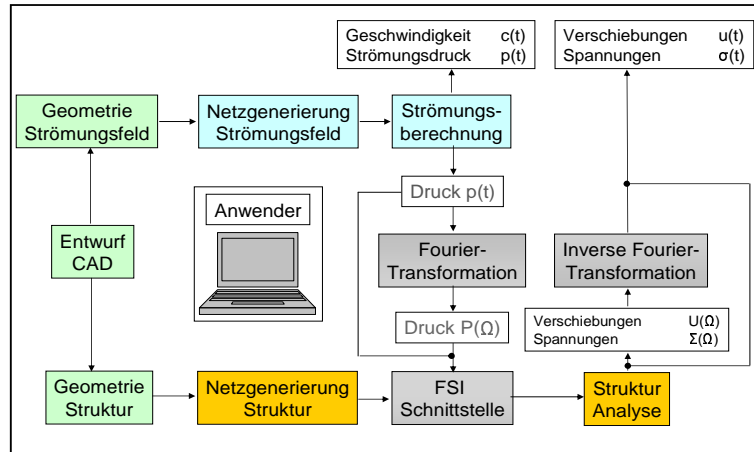 Geschwindigkeit c(t)
Strömungsdruck p(t)
Verschiebungen u(t)
Spannungen σ(t)
Geometrie
Strömungsfeld
Netzgenerierung
Strömungsfeld
Strömungs-
berechnung
Druck p(t)
Anwender
Entwurf
CAD
Fourier-
Transformation
Inverse Fourier-
Transformation
Druck P(Ω)
Verschiebungen U(Ω)
Spannungen Σ(Ω)
Geometrie
Struktur
Netzgenerierung
Struktur
FSI
Schnittstelle
Struktur
Analyse